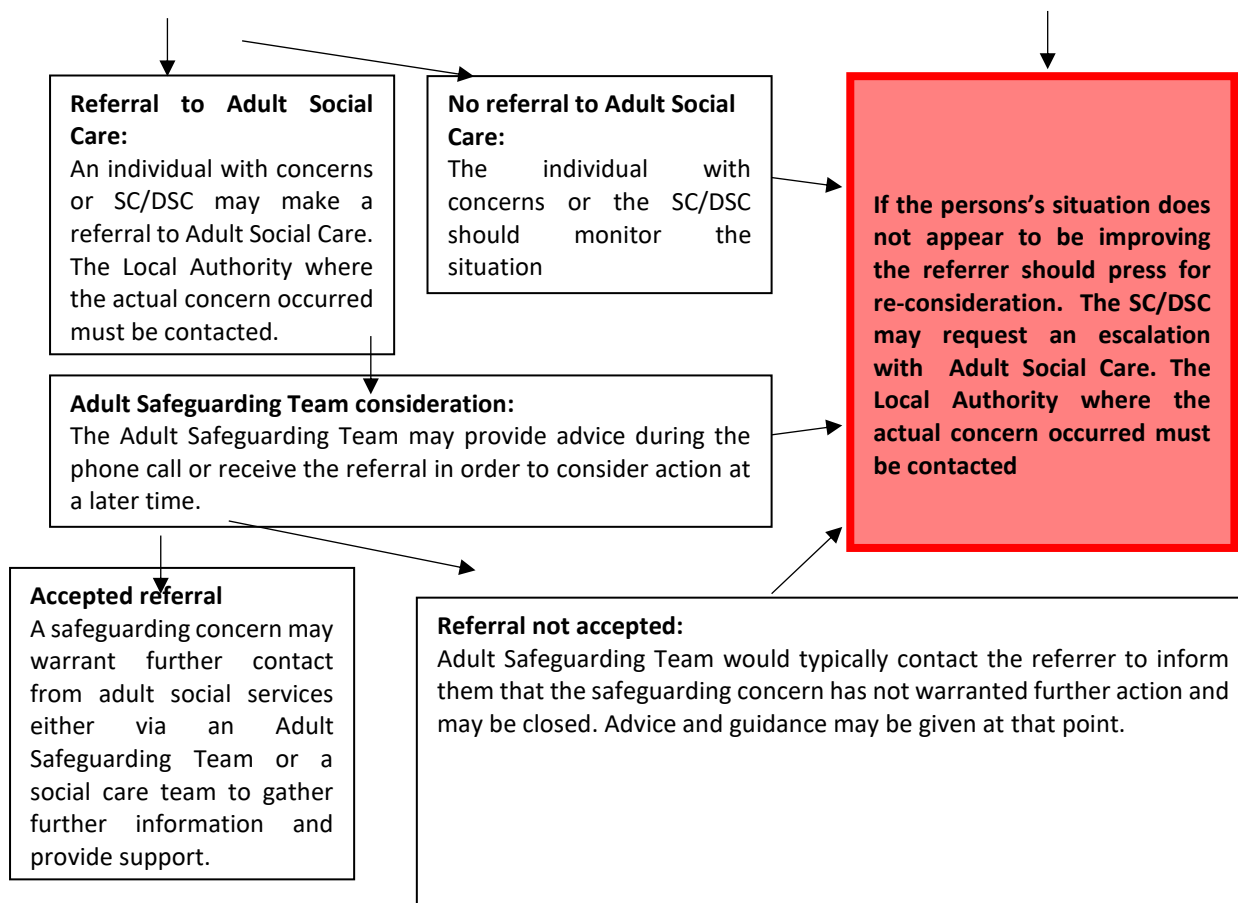 Referral to Adult Social
Care:
An individual with concerns
or SC/DSC may make a
referral to Adult Social Care.
The Local Authority where
the actual concern occurred
must be contacted.
No referral to Adult Social
Care:
The individual with
concerns or the SC/DSC
should monitor the
situation
If the persons's situation does
not appear to be improving
the referrer should press for
re-consideration. The SC/DSC
may request an escalation
with Adult Social Care. The
Local Authority where the
actual concern occurred must
be contacted
Adult Safeguarding Team consideration:
The Adult Safeguarding Team may provide advice during the
phone call or receive the referral in order to consider action at
a later time.
Accepted referral
A safeguarding concern may
warrant further contact
from adult social services
either via an Adult
Safeguarding Team or a
social care team to gather
further information and
provide support.
Referral not accepted:
Adult Safeguarding Team would typically contact the referrer to inform
them that the safeguarding concern has not warranted further action and
may be closed. Advice and guidance may be given at that point.